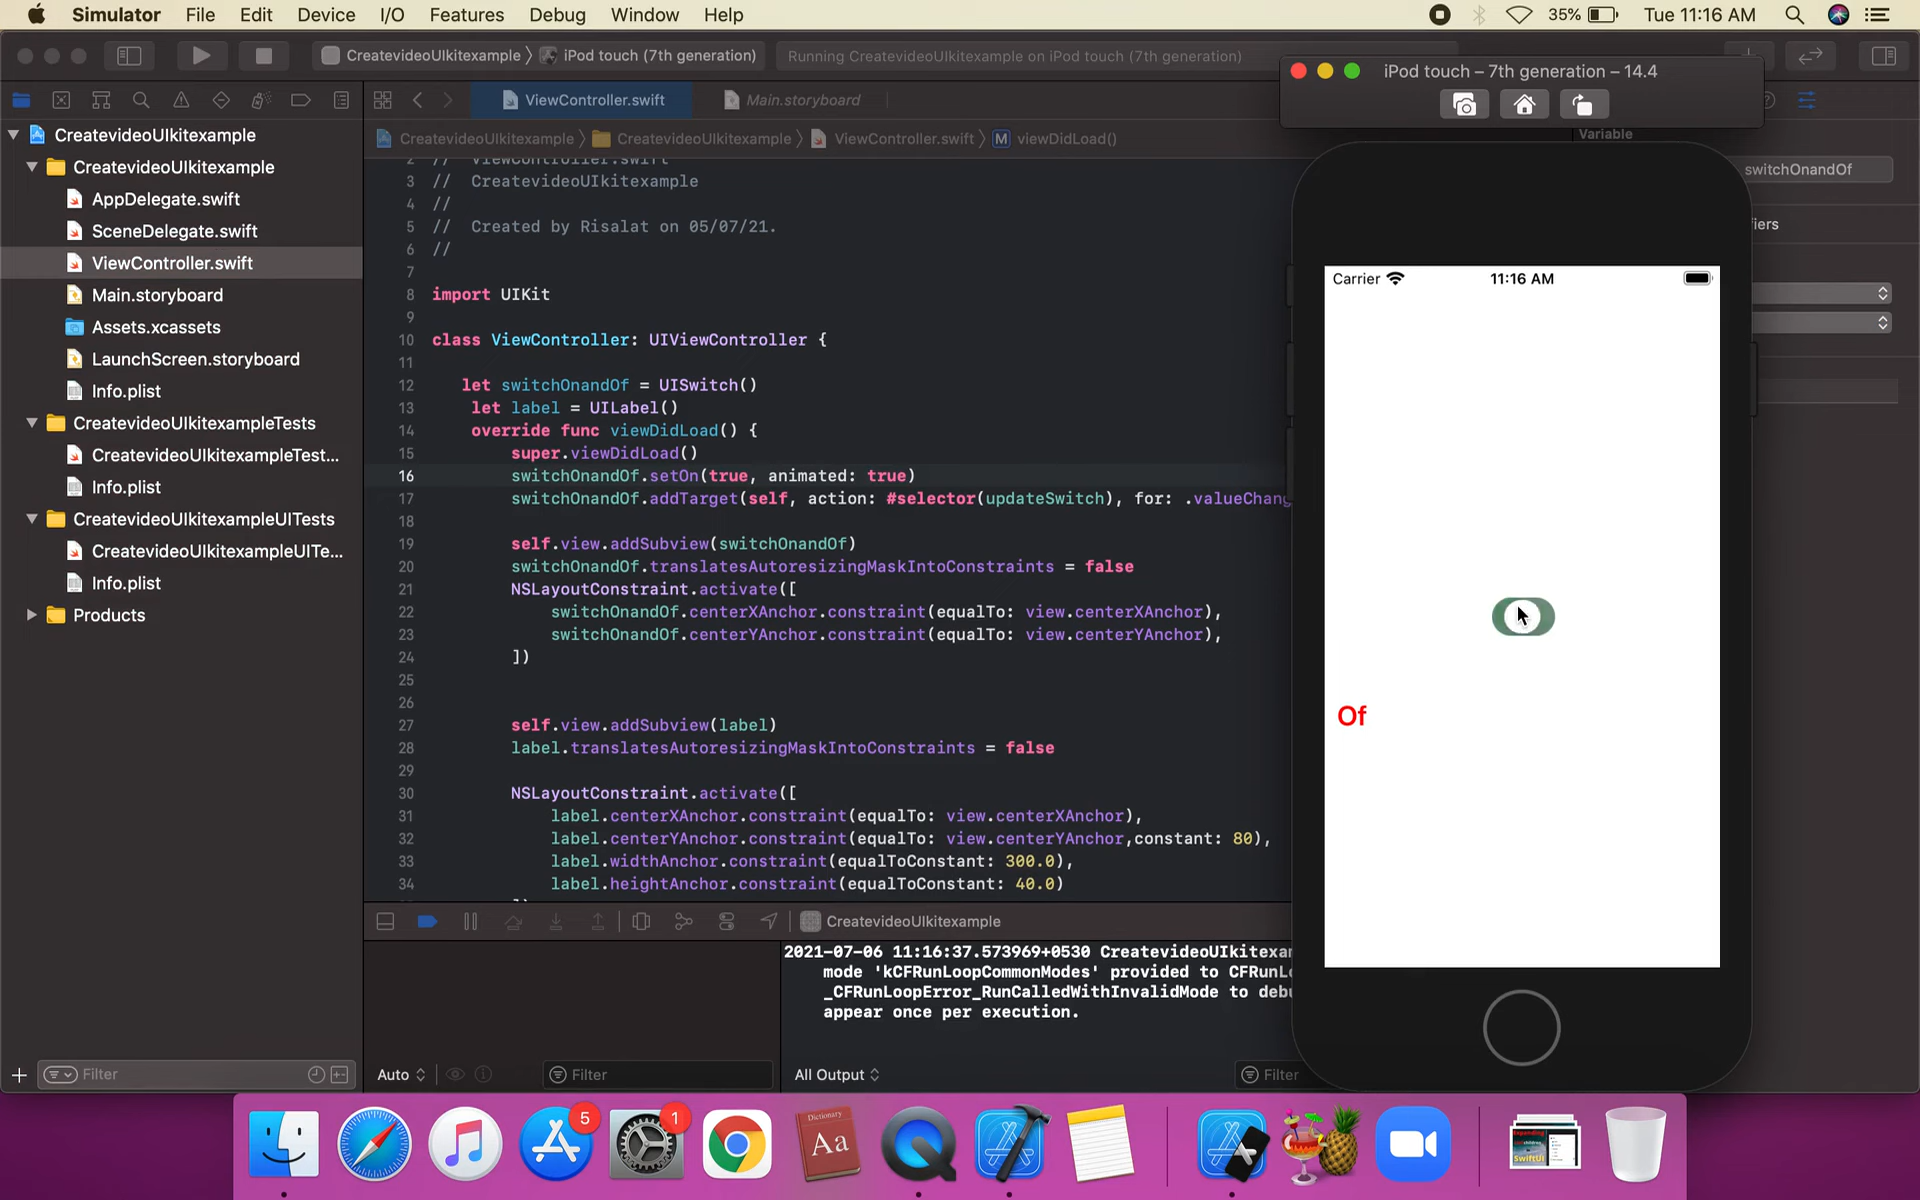 Simulator File Edit Device I/O Features Debug Window Help 35% Tue 11:16 AM
CreatevideoUIkitexample iPod touch (7th generation) Running CreatevideoUIkitexample on iPod touch (7th generation)
iPod touch – 7th generation – 14.4
ViewController.swift Main.storyboard
CreatevideoUIkitexample CreatevideoUIkitexample ViewController.swift M viewDidLoad()
Variable
switchOnandOf
fiers
CreatevideoUIkitexample
CreatevideoUIkitexample
AppDelegate.swift
SceneDelegate.swift
ViewController.swift
Main.storyboard
Assets.xcassets
LaunchScreen.storyboard
Info.plist
CreatevideoUIkitexampleTests
CreatevideoUIkitexampleTest...
Info.plist
CreatevideoUIkitexampleUITests
CreatevideoUIkitexampleUITe...
Info.plist
Products
Filter
2 // ViewController.swift
3 // CreatevideoUIkitexample
4 //
5 // Created by Risalat on 05/07/21.
6 //
7
8 import UIKit
9
10 class ViewController: UIViewController {
11
12 let switchOnandOf = UISwitch()
13 let label = UILabel()
14 override func viewDidLoad() {
15 super.viewDidLoad()
16 switchOnandOf.setOn(true, animated: true)
17 switchOnandOf.addTarget(self, action: #selector(updateSwitch), for: .valueChang
18
19 self.view.addSubview(switchOnandOf)
20 switchOnandOf.translatesAutoresizingMaskIntoConstraints = false
21 NSLayoutConstraint.activate([
22 switchOnandOf.centerXAnchor.constraint(equalTo: view.centerXAnchor),
23 switchOnandOf.centerYAnchor.constraint(equalTo: view.centerYAnchor),
24 ])
25
26
27 self.view.addSubview(label)
28 label.translatesAutoresizingMaskIntoConstraints = false
29
30 NSLayoutConstraint.activate([
31 label.centerXAnchor.constraint(equalTo: view.centerXAnchor),
32 label.centerYAnchor.constraint(equalTo: view.centerYAnchor,constant: 80),
33 label.widthAnchor.constraint(equalToConstant: 300.0),
34 label.heightAnchor.constraint(equalToConstant: 40.0)
CreatevideoUIkitexample
2021-07-06 11:16:37.573969+0530 CreatevideoUIkitexam
mode 'kCFRunLoopCommonModes' provided to CFRunL
_CFRunLoopError_RunCalledWithInvalidMode to debu
appear once per execution.
Auto Filter All Output Filter
Carrier 11:16 AM
Of
5 1
Dictionary
Aa
SwiftUI